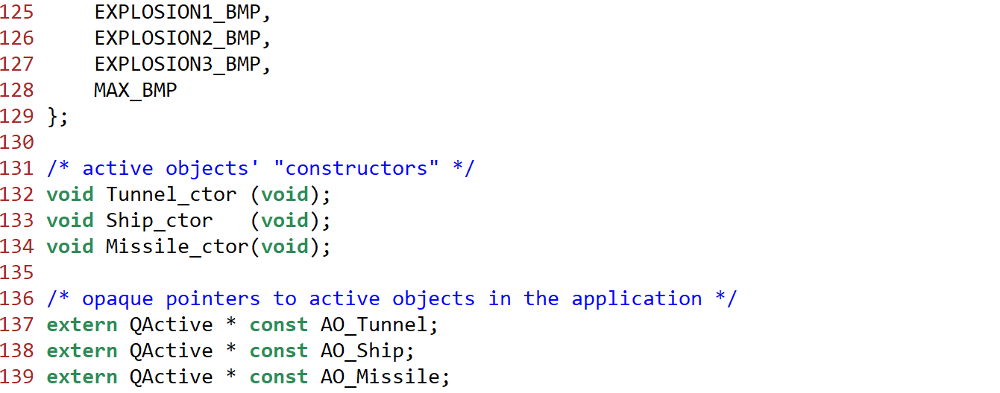 125     EXPLOSION1_BMP,
126     EXPLOSION2_BMP,
127     EXPLOSION3_BMP,
128     MAX_BMP
129 };
130
131 /* active objects' "constructors" */
132 void Tunnel_ctor (void);
133 void Ship_ctor   (void);
134 void Missile_ctor(void);
135
136 /* opaque pointers to active objects in the application */
137 extern QActive * const AO_Tunnel;
138 extern QActive * const AO_Ship;
139 extern QActive * const AO_Missile;